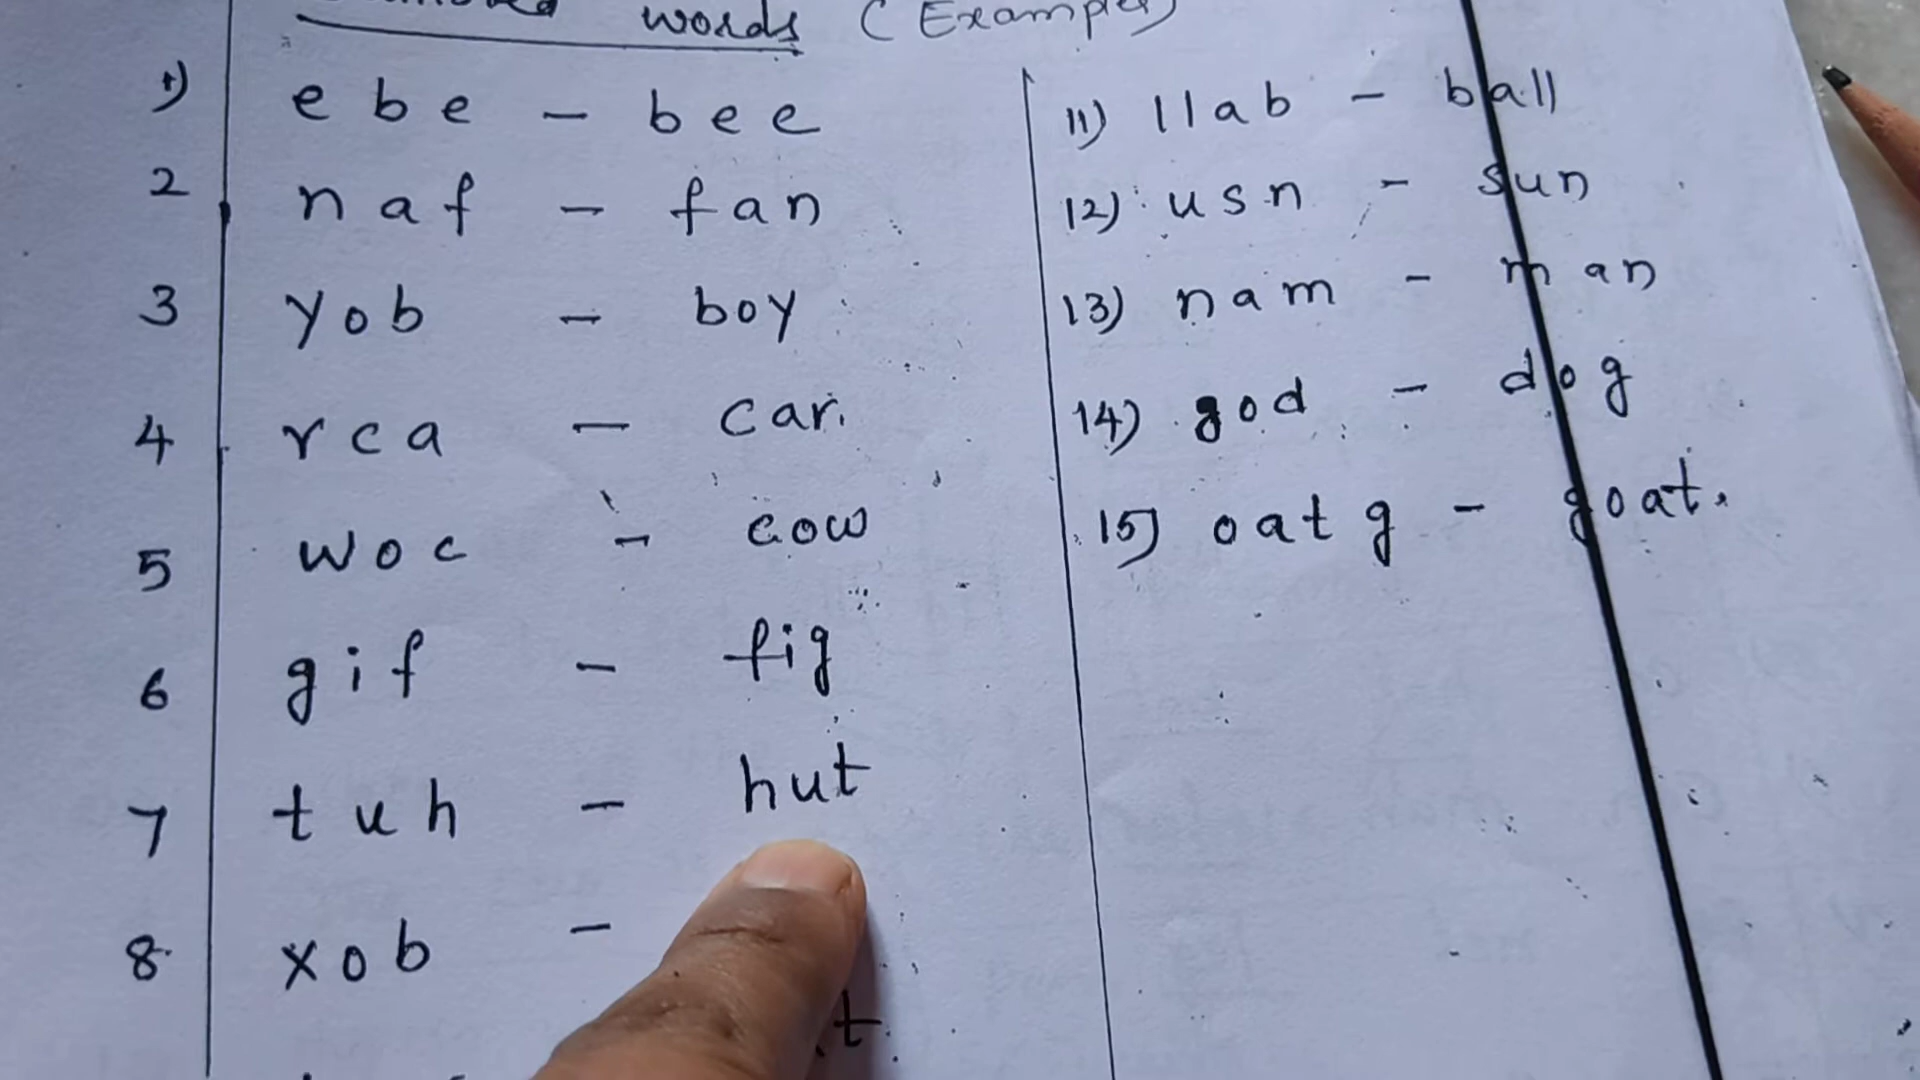 words (Examples)
1) ebe - bee
2 naf - fan
3 yob - boy
4 rca - car.
5 woc - cow
6 gif - fig
7 tuh - hut
8 xob -
11) llab - ball
12) usn - sun
13) nam - man
14) god - dog
15) oatg - goat.